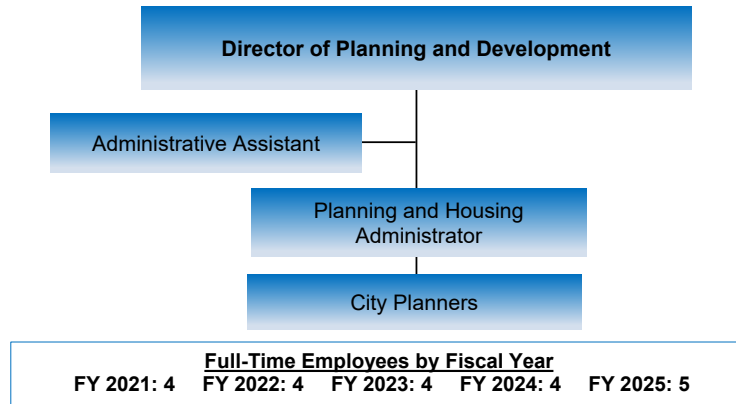 Director of Planning and Development
Administrative Assistant
Planning and Housing
Administrator
City Planners
Full-Time Employees by Fiscal Year
FY 2021: 4 FY 2022: 4 FY 2023: 4 FY 2024: 4 FY 2025: 5